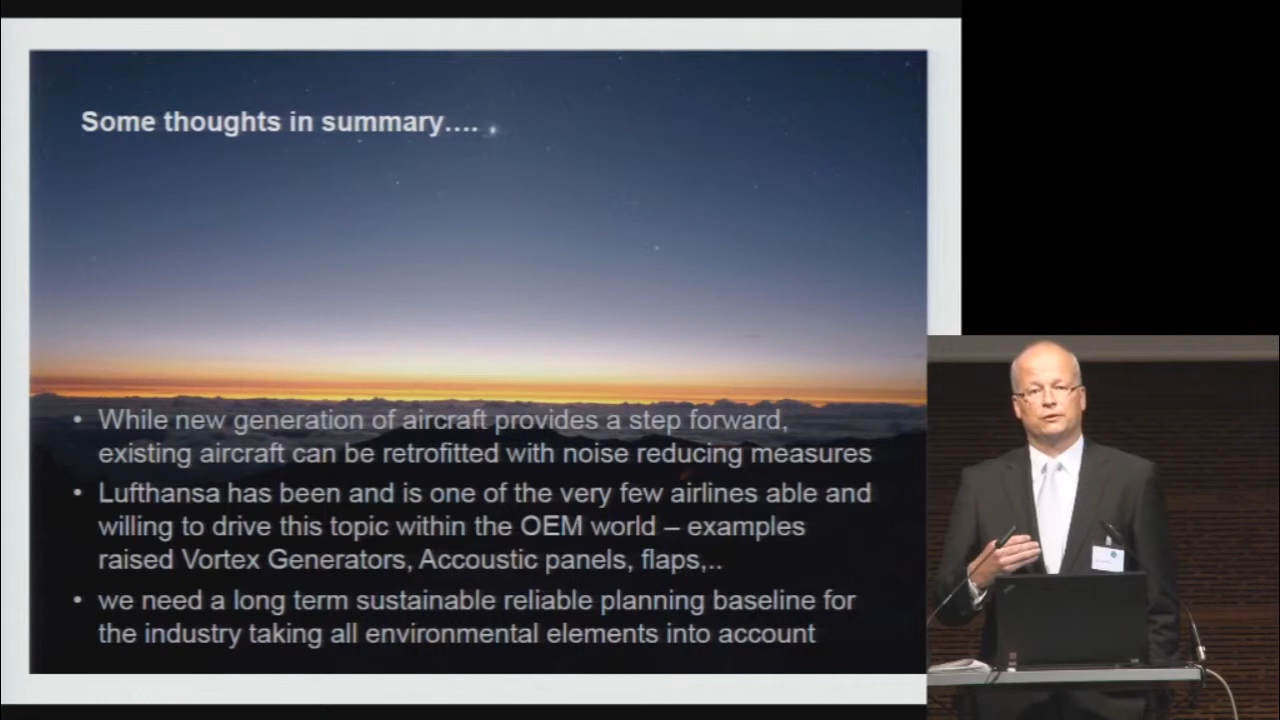 Some thoughts in summary….
• While new generation of aircraft provides a step forward,
existing aircraft can be retrofitted with noise reducing measures
• Lufthansa has been and is one of the very few airlines able and
willing to drive this topic within the OEM world – examples
raised Vortex Generators, Accoustic panels, flaps,..
• we need a long term sustainable reliable planning baseline for
the industry taking all environmental elements into account